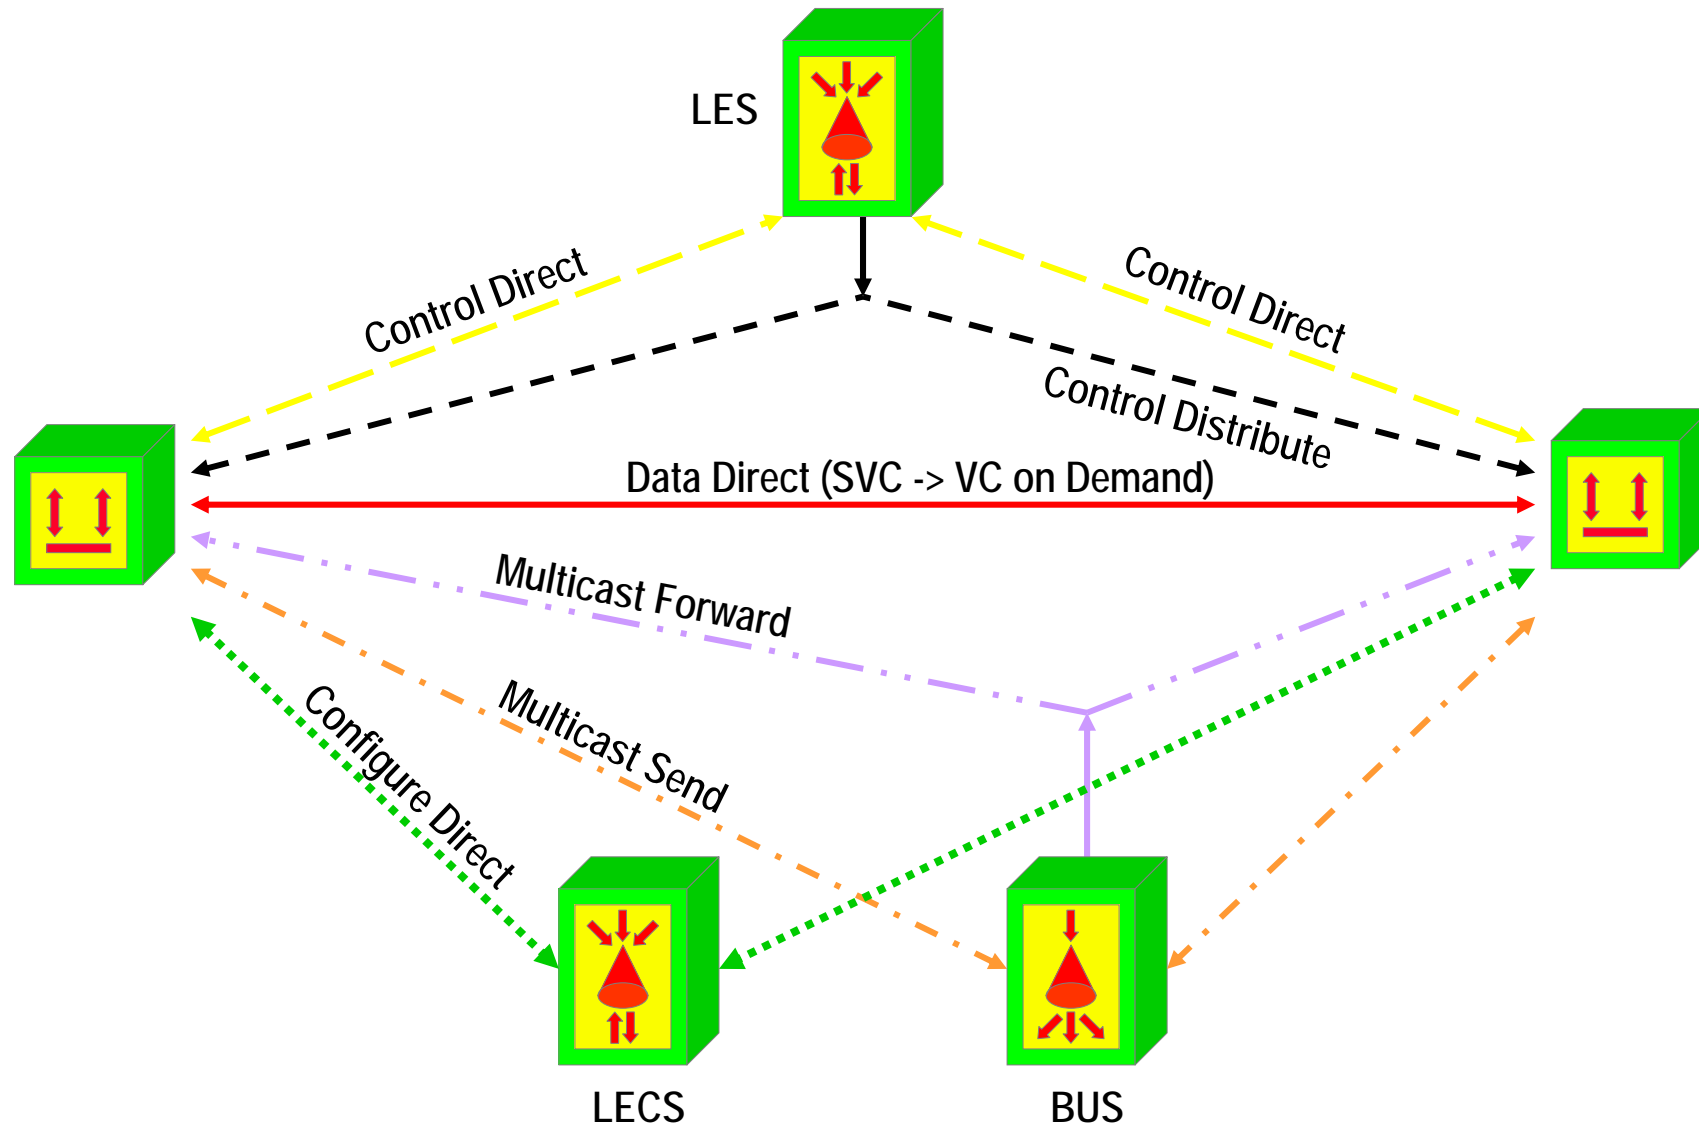 LES
Control Direct
Control Direct
Control Distribute
Data Direct (SVC -> VC on Demand)
Multicast Forward
Multicast Send
Configure Direct
LECS
BUS